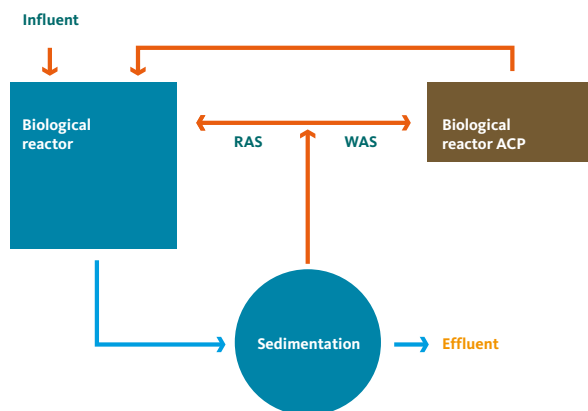 Influent
Biological
reactor
RAS
WAS
Biological
reactor ACP
Sedimentation
Effluent